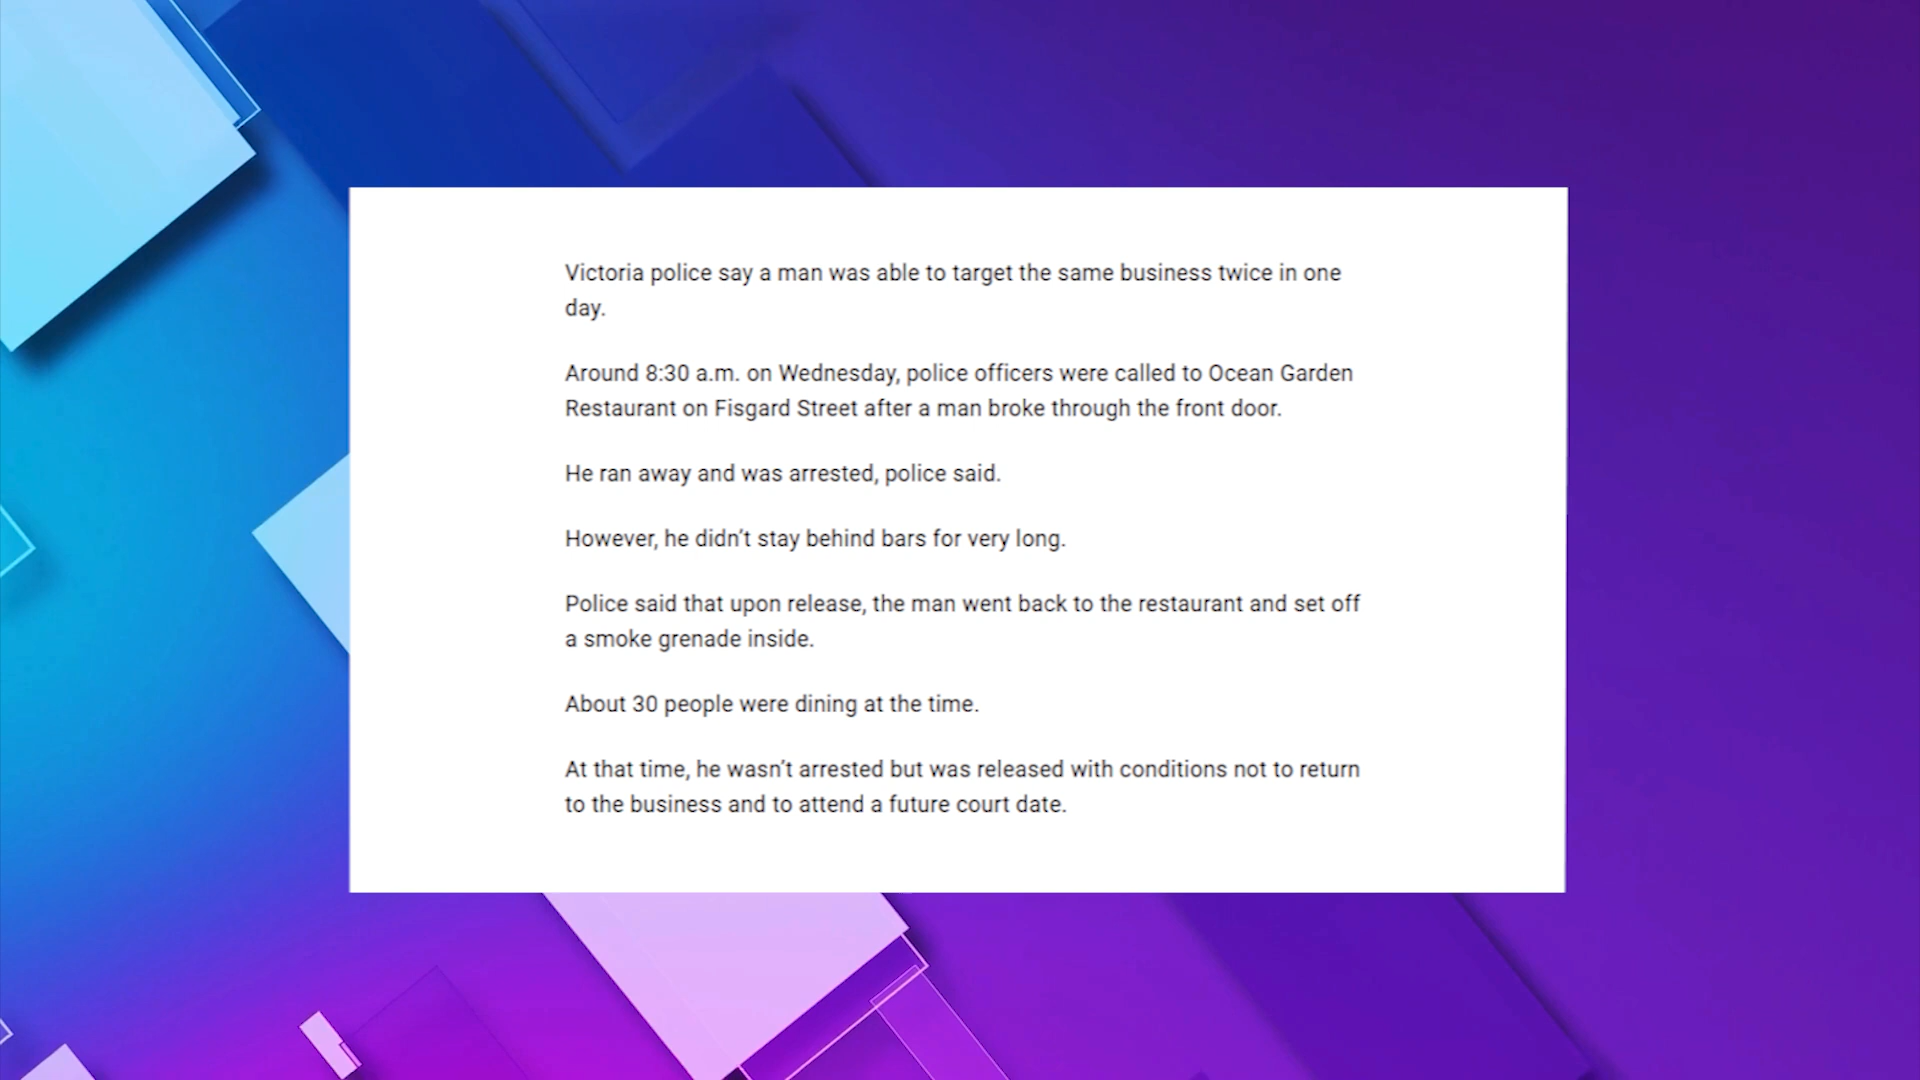 Victoria police say a man was able to target the same business twice in one
day.
Around 8:30 a.m. on Wednesday, police officers were called to Ocean Garden
Restaurant on Fisgard Street after a man broke through the front door.
He ran away and was arrested, police said.
However, he didn’t stay behind bars for very long.
Police said that upon release, the man went back to the restaurant and set off
a smoke grenade inside.
About 30 people were dining at the time.
At that time, he wasn’t arrested but was released with conditions not to return
to the business and to attend a future court date.